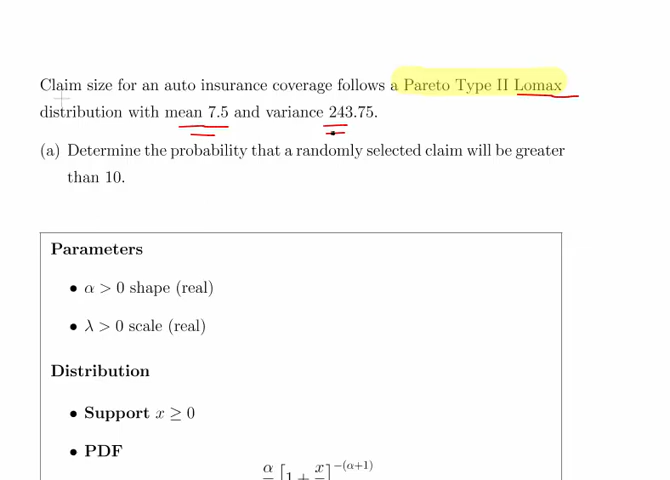 Claim size for an auto insurance coverage follows a Pareto Type II Lomax
distribution with mean 7.5 and variance 243.75.
(a) Determine the probability that a randomly selected claim will be greater
than 10.
Parameters
• α > 0 shape (real)
• λ > 0 scale (real)
Distribution
• Support x ≥ 0
• PDF
α [1 + x]^{−(α+1)}